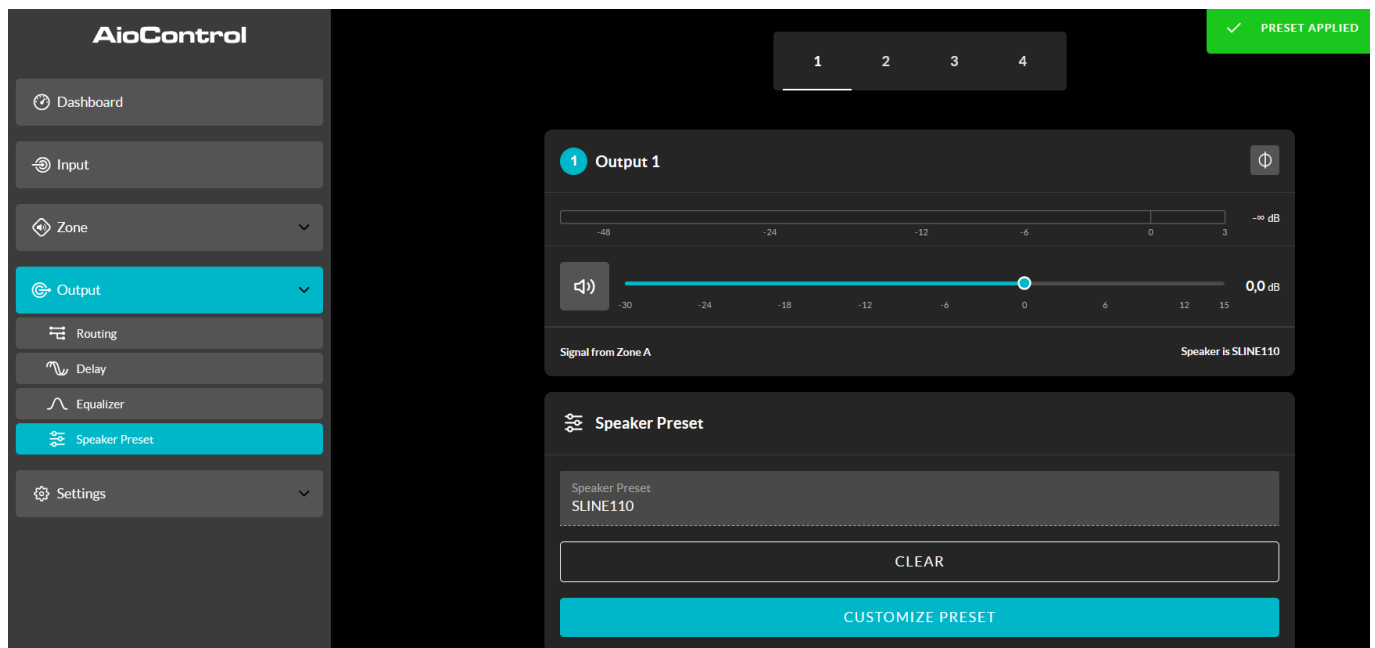 AioControl
PRESET APPLIED
1 2 3 4
Dashboard
Input
Zone
Output
Routing
Delay
Equalizer
Speaker Preset
Settings
1 Output 1
-∞ dB
-48 -24 -12 -6 0 3
0,0 dB
-30 -24 -18 -12 -6 0 6 12 15
Signal from Zone A Speaker is SLINE110
Speaker Preset
Speaker Preset
SLINE110
CLEAR
CUSTOMIZE PRESET